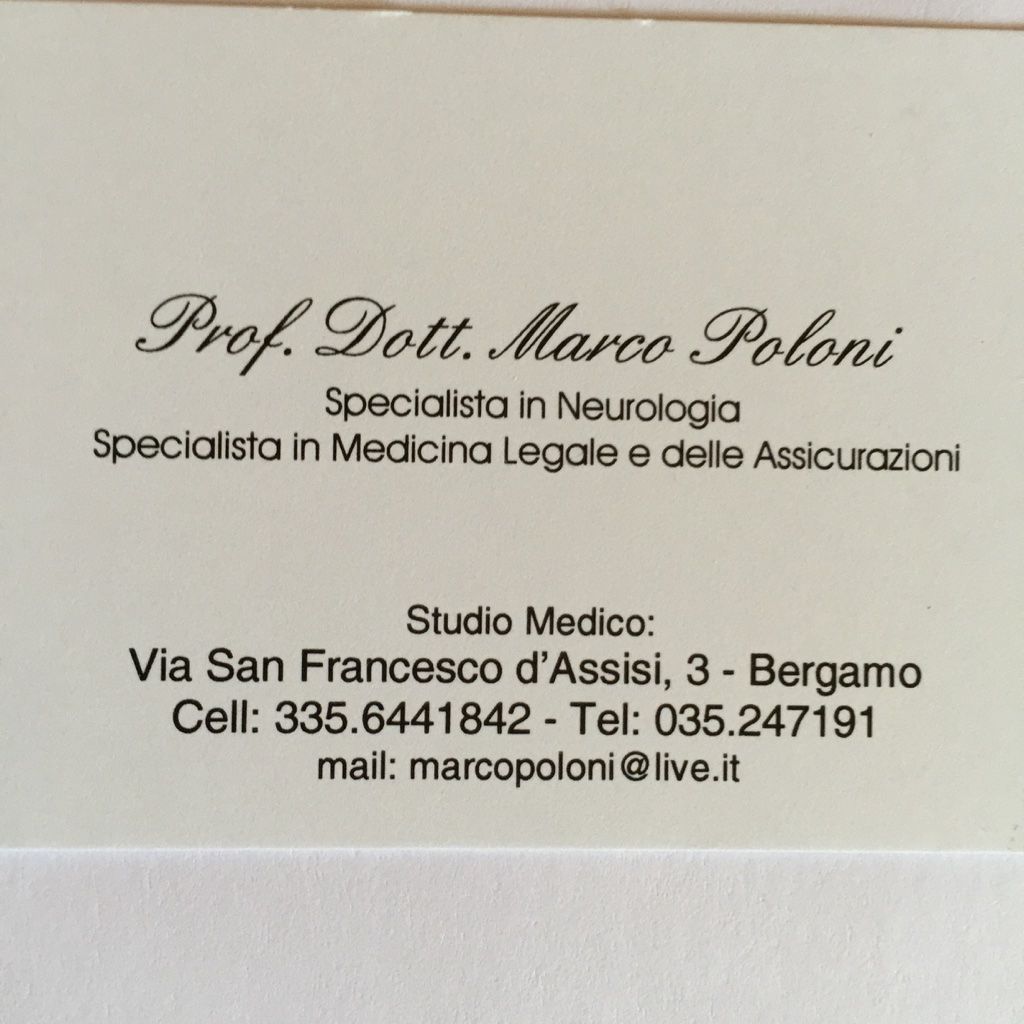 Prof. Dott. Marco Poloni
Specialista in Neurologia
Specialista in Medicina Legale e delle Assicurazioni
Studio Medico:
Via San Francesco d'Assisi, 3 - Bergamo
Cell: 335.6441842 - Tel: 035.247191
mail: marcopoloni@live.it